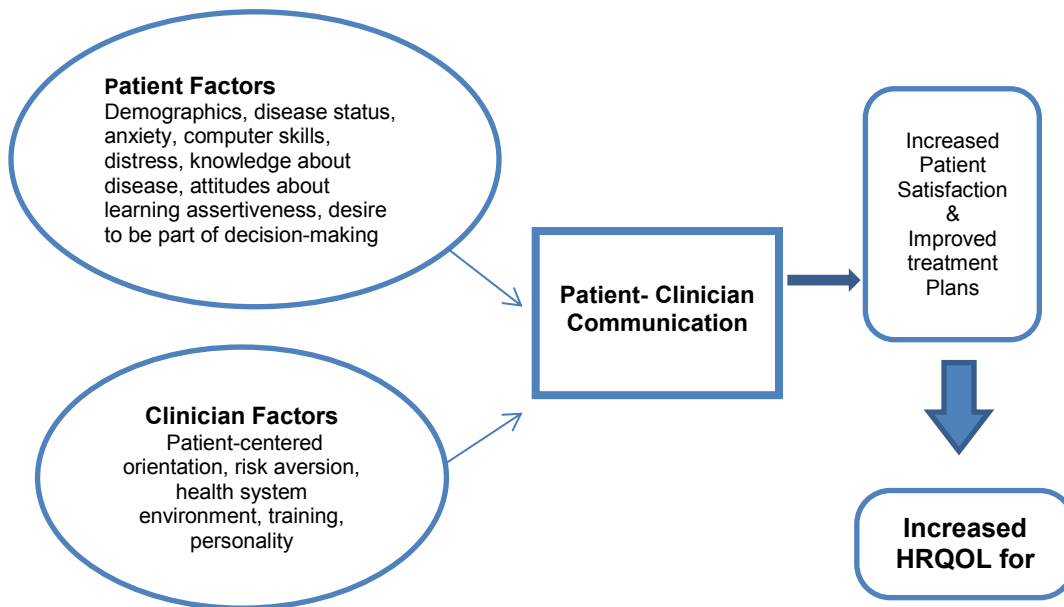 Patient Factors
Demographics, disease status,
anxiety, computer skills,
distress, knowledge about
disease, attitudes about
learning assertiveness, desire
to be part of decision-making
Clinician Factors
Patient-centered
orientation, risk aversion,
health system
environment, training,
personality
Patient- Clinician
Communication
Increased
Patient
Satisfaction
&
Improved
treatment
Plans
Increased
HRQOL for